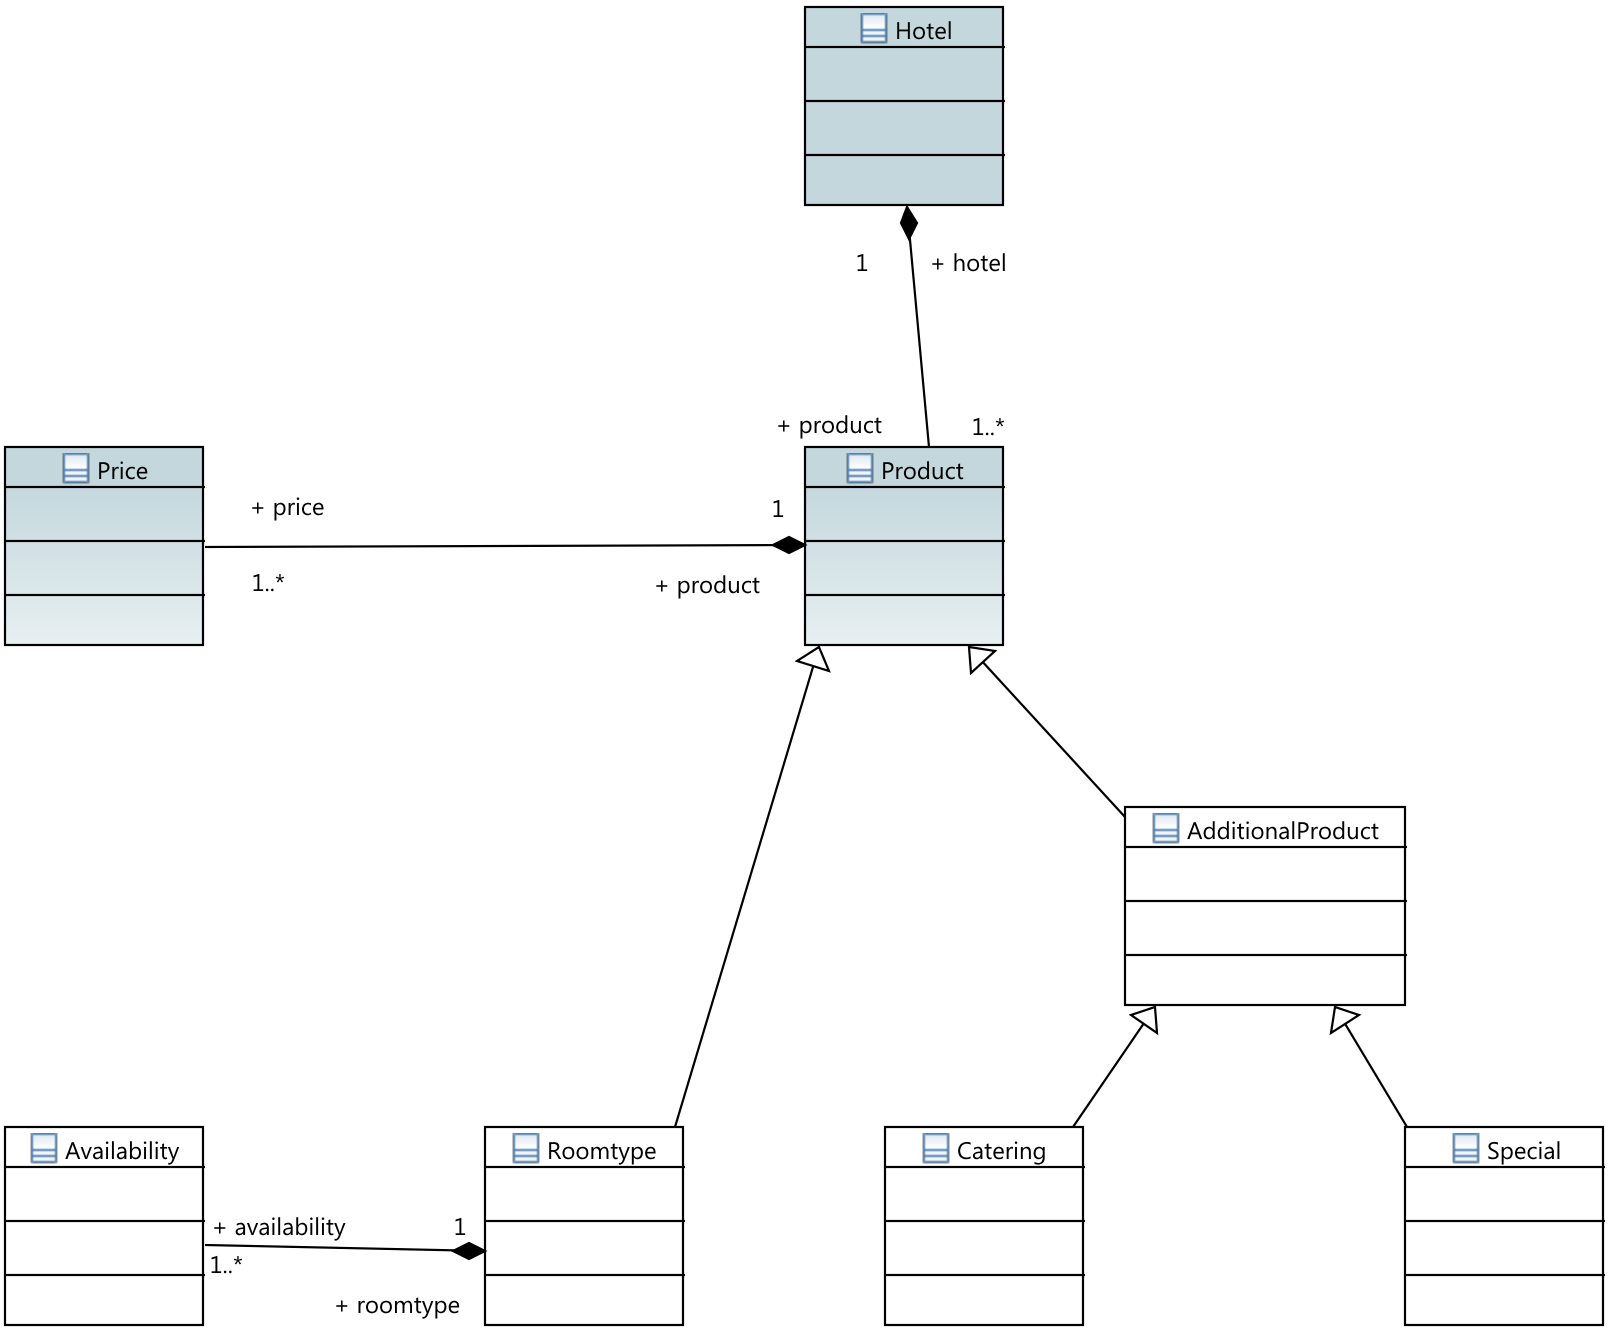 Hotel
1
+ hotel
+ product
1..*
Price
Product
+ price
1
1..*
+ product
AdditionalProduct
Availability
Roomtype
Catering
Special
+ availability
1
1..*
+ roomtype